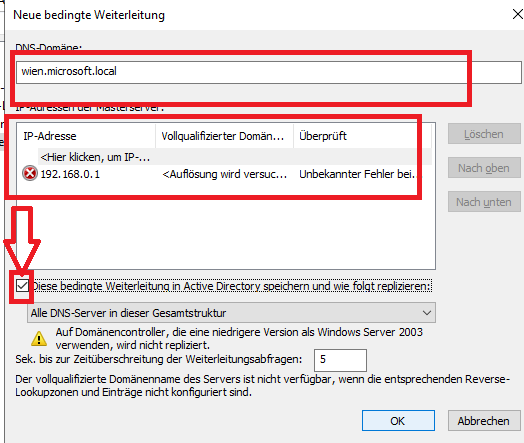 Neue bedingte Weiterleitung
DNS-Domäne:
wien.microsoft.local
IP-Adressen der Masterserver:
IP-Adresse Vollqualifizierter Domän... Überprüft
<Hier klicken, um IP-...
192.168.0.1 <Auflösung wird versuc... Unbekannter Fehler bei...
Löschen
Nach oben
Nach unten
Diese bedingte Weiterleitung in Active Directory speichern und wie folgt replizieren:
Alle DNS-Server in dieser Gesamtstruktur
Auf Domänencontroller, die eine niedrigere Version als Windows Server 2003
verwenden, wird nicht repliziert.
Sek. bis zur Zeitüberschreitung der Weiterleitungsabfragen: 5
Der vollqualifizierte Domänenname des Servers ist nicht verfügbar, wenn die entsprechenden Reverse-
Lookupzonen und Einträge nicht konfiguriert sind.
OK Abbrechen